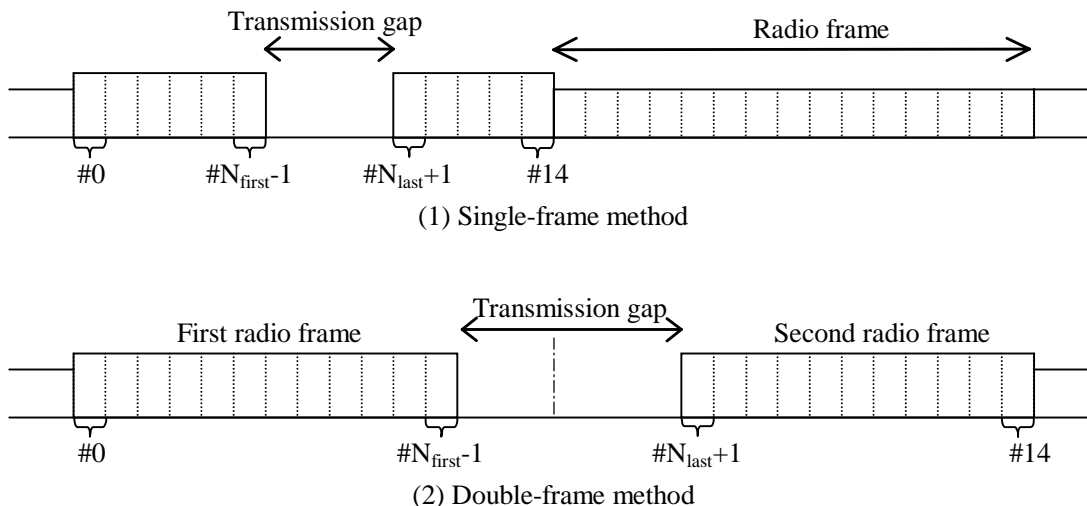 Transmission gap
Radio frame
#0
#Nfirst-1
#Nlast+1
#14
(1) Single-frame method
Transmission gap
First radio frame
Second radio frame
#0
#Nfirst-1
#Nlast+1
#14
(2) Double-frame method